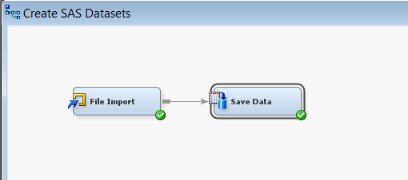 Create SAS Datasets
File Import
Save Data